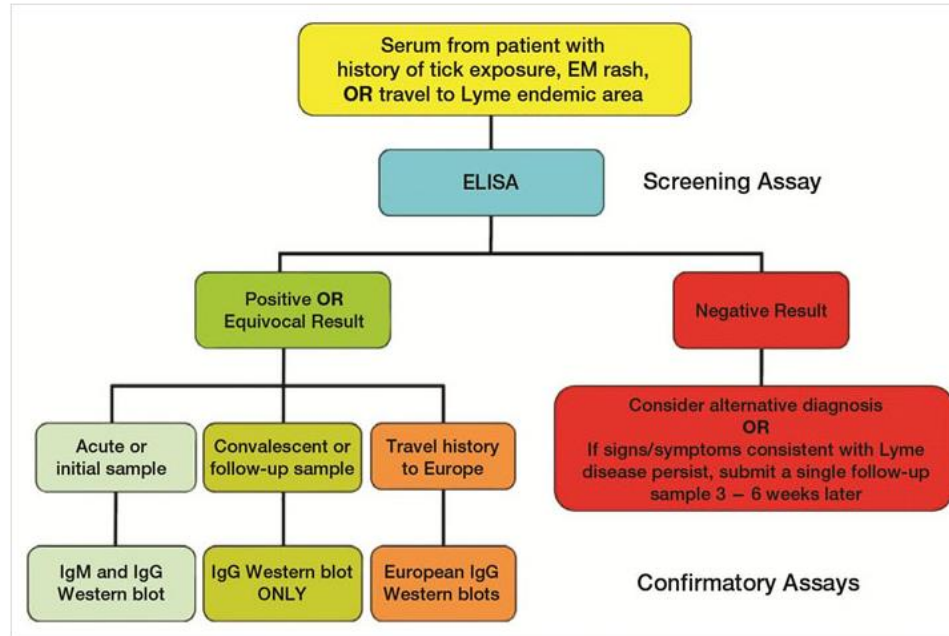 Serum from patient with
history of tick exposure, EM rash,
OR travel to Lyme endemic area
ELISA
Screening Assay
Positive OR
Equivocal Result
Negative Result
Acute or
initial sample
Convalescent or
follow-up sample
Travel history
to Europe
Consider alternative diagnosis
OR
If signs/symptoms consistent with Lyme
disease persist, submit a single follow-up
sample 3 – 6 weeks later
IgM and IgG
Western blot
IgG Western blot
ONLY
European IgG
Western blots
Confirmatory Assays